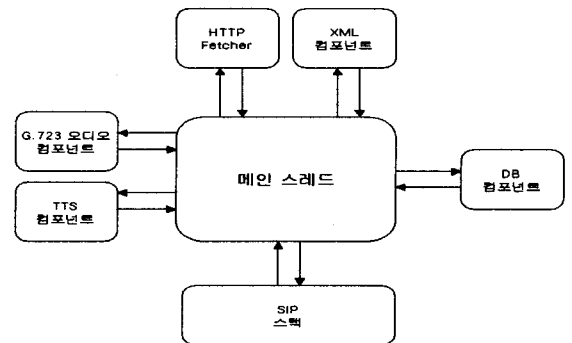 HTTP
Fetcher
XML
컴포넌트
G.723 오디오
컴포넌트
메인 스레드
DB
컴포넌트
TTS
컴포넌트
SIP
스택